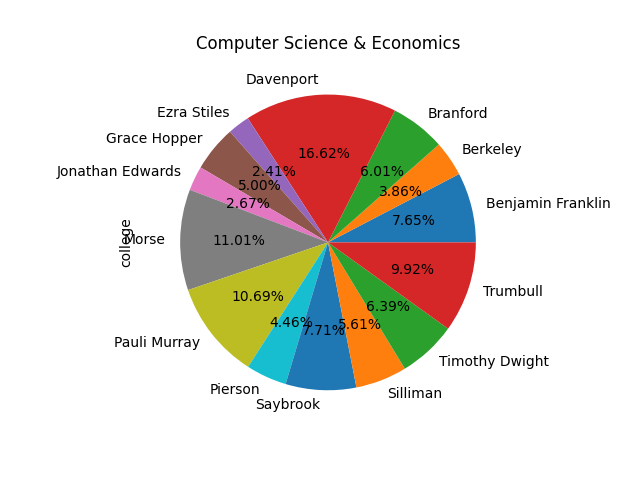 Computer Science & Economics
Davenport
Ezra Stiles
Branford
Grace Hopper
Berkeley
16.62%
Jonathan Edwards
2.41%
6.01%
5.00%
3.86%
2.67%
Benjamin Franklin
7.65%
college
Morse
11.01%
9.92%
Trumbull
10.69%
6.39%
4.46%
7.71%
5.61%
Pauli Murray
Timothy Dwight
Pierson
Silliman
Saybrook